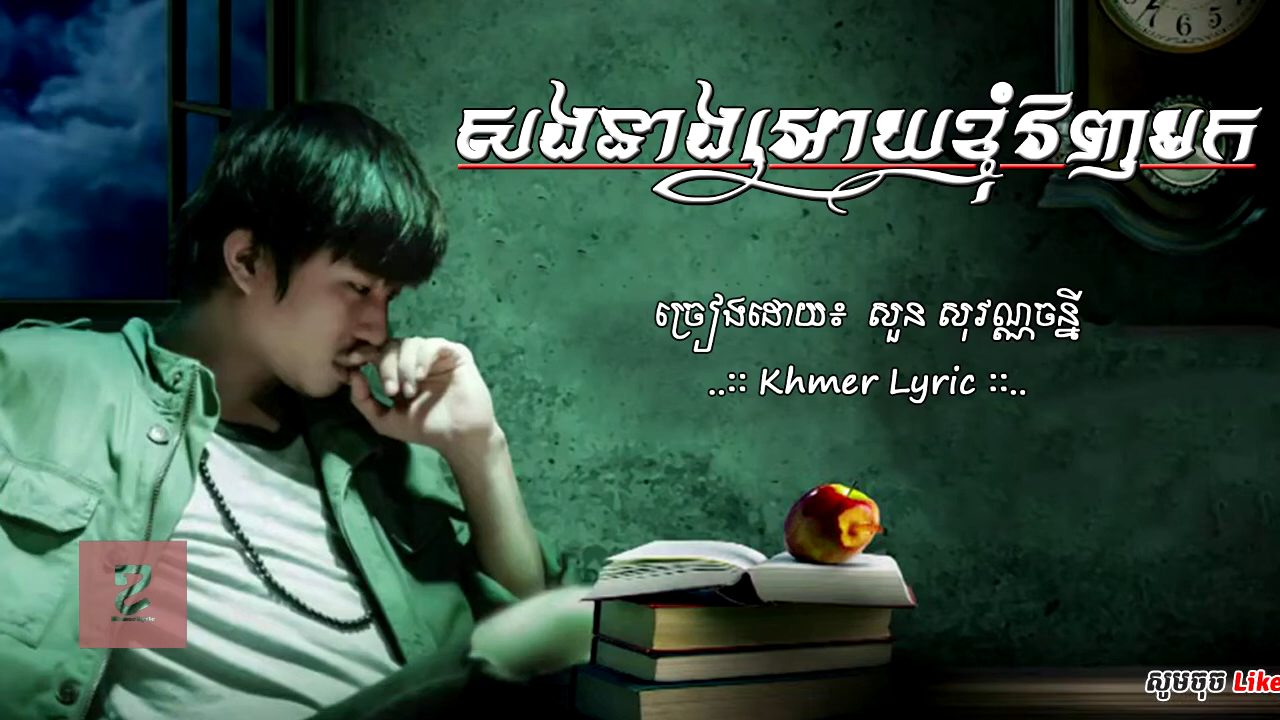 សងនាងអោយខ្ញុំវិញមក
ច្រៀងដោយ៖ សួន សុវណ្ណចន្នី
..:: Khmer Lyric ::..
សូមចុច Like